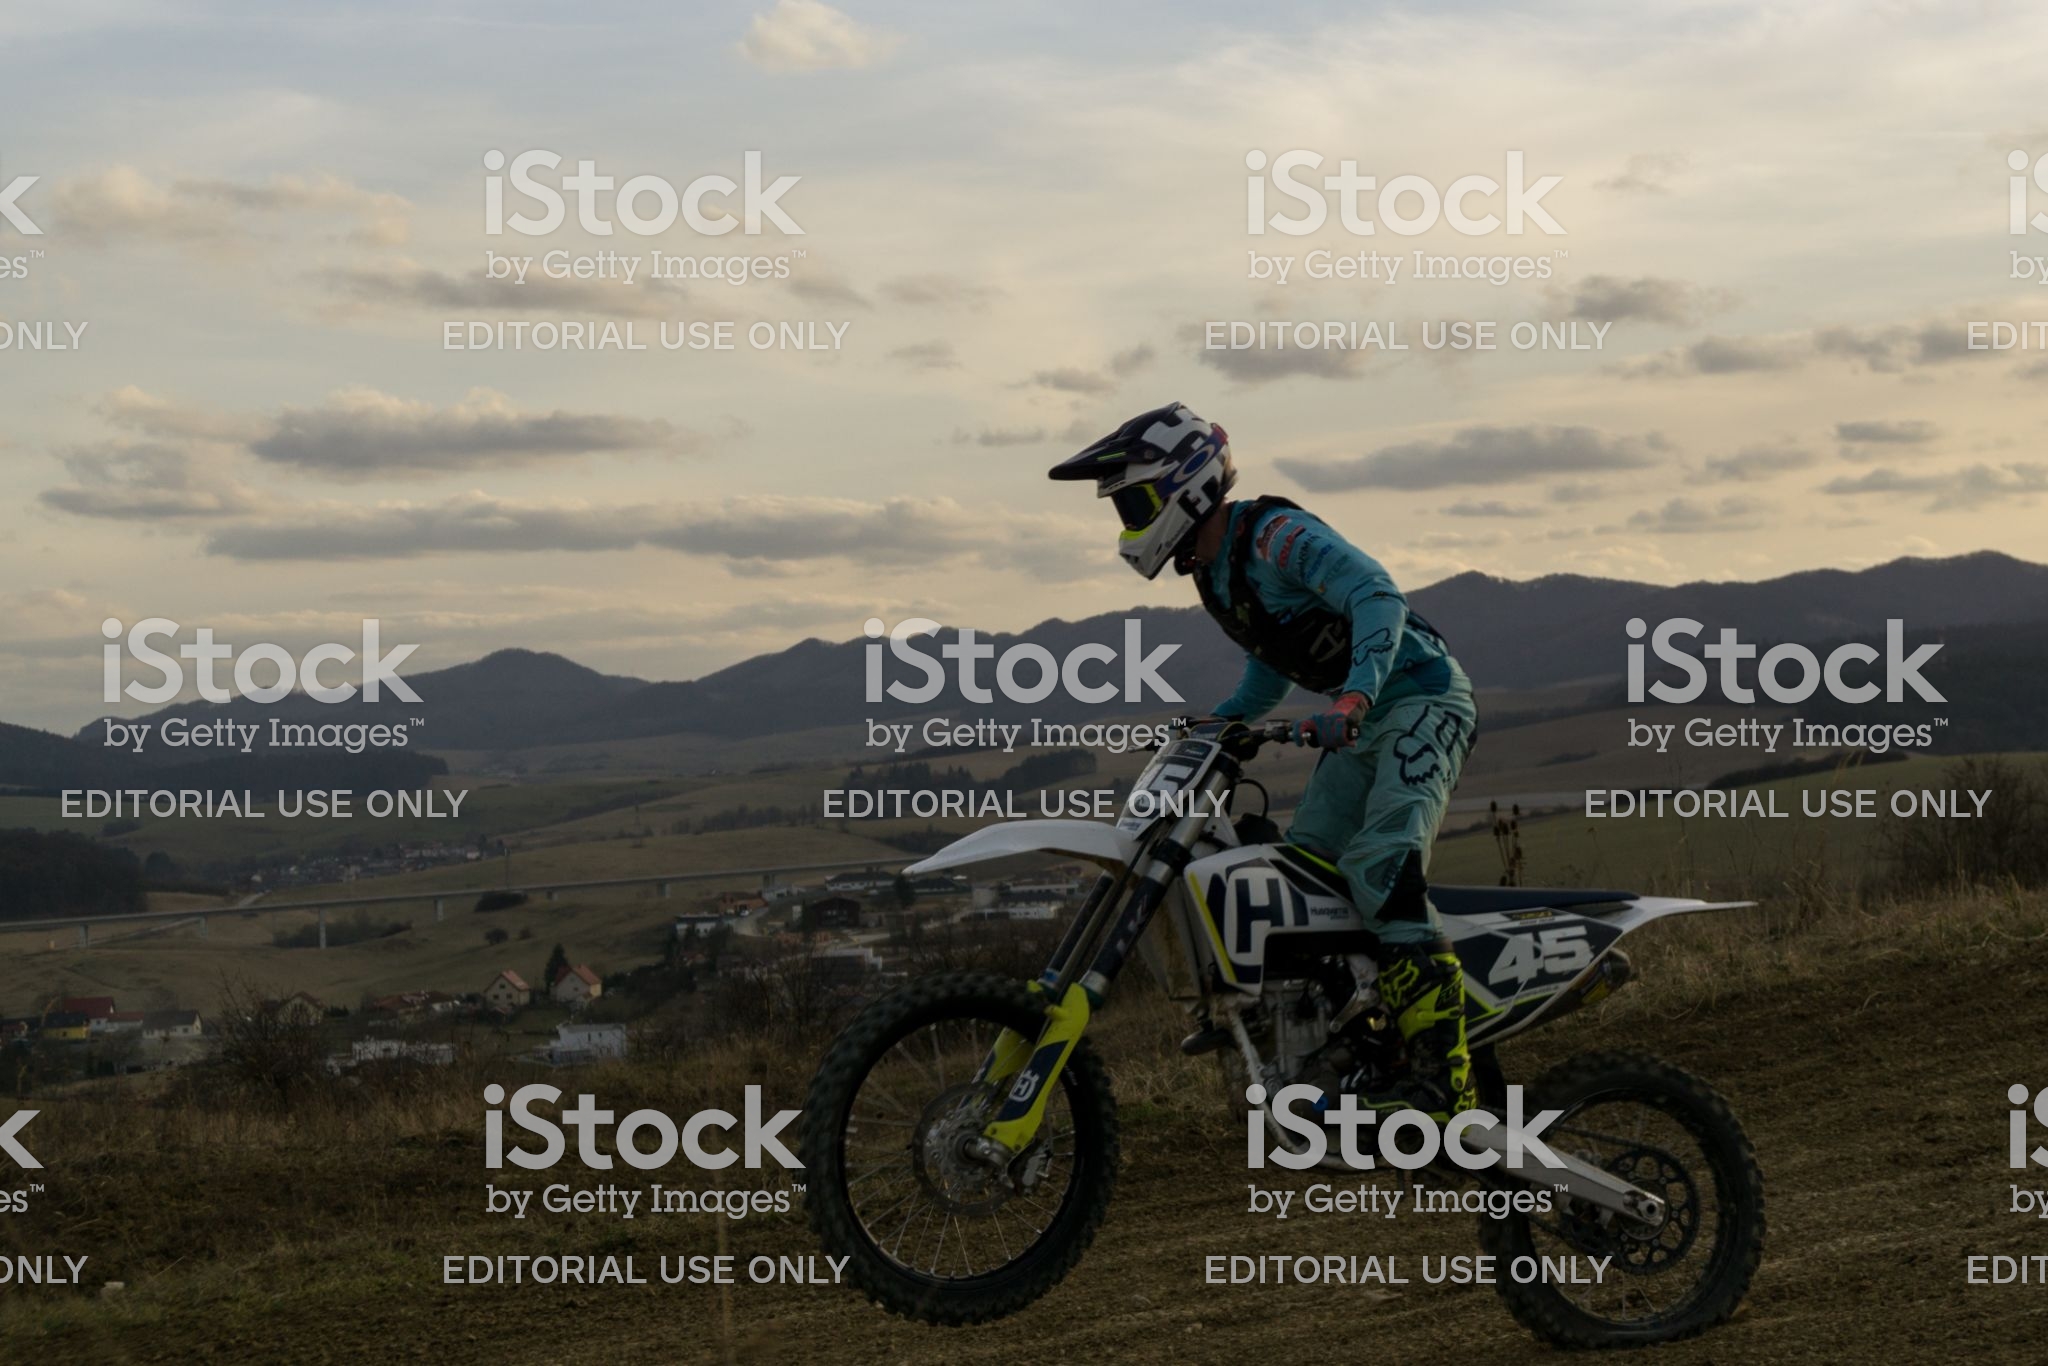 iStock iStock
by Getty Images™ by Getty Images™
EDITORIAL USE ONLY EDITORIAL USE ONLY
iStock iStock iStock
by Getty Images™ by Getty Images™ by Getty Images™
EDITORIAL USE ONLY EDITORIAL USE ONLY EDITORIAL USE ONLY
H Husqvarna
45
iStock iStock
by Getty Images™ by Getty Images™
EDITORIAL USE ONLY EDITORIAL USE ONLY